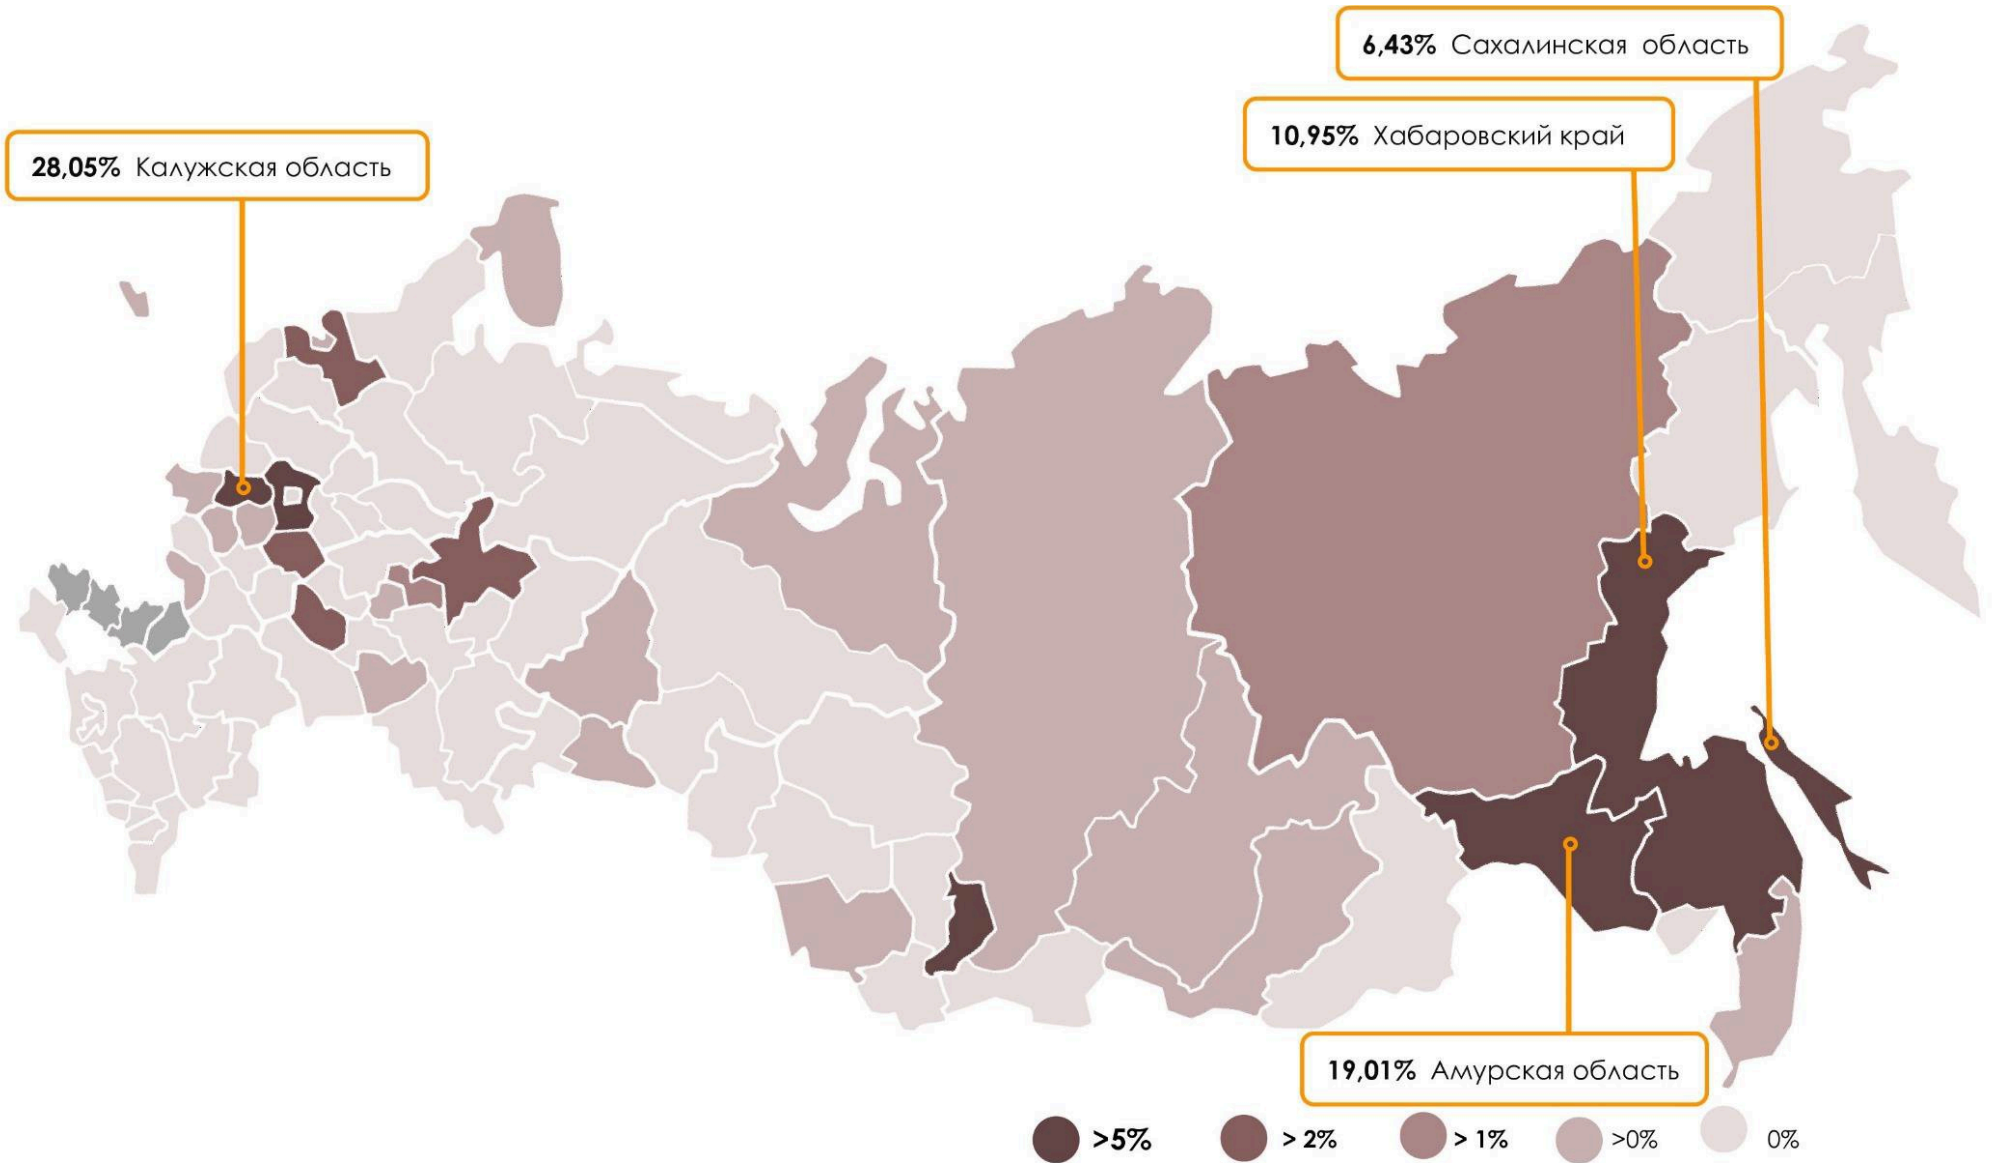 6,43% Сахалинская область
10,95% Хабаровский край
28,05% Калужская область
19,01% Амурская область
>5%
> 2%
> 1%
>0%
0%